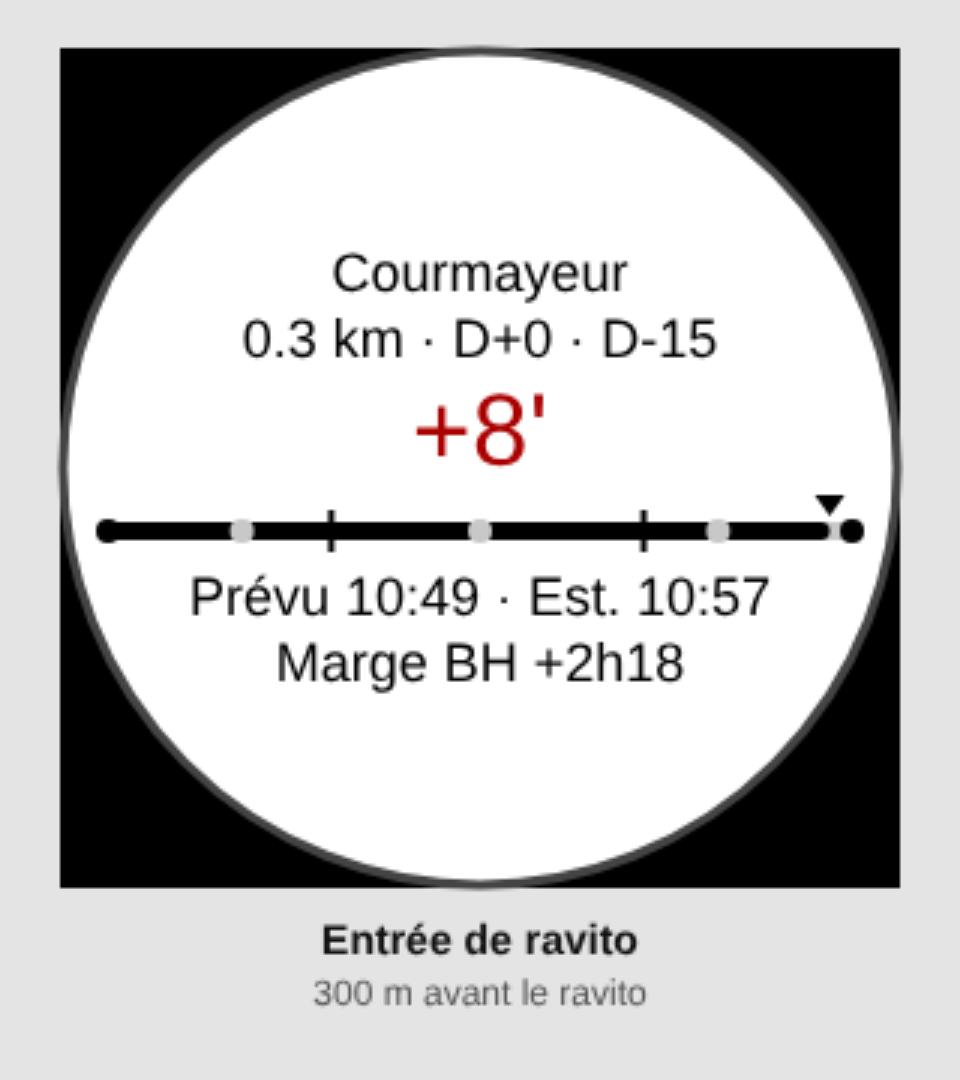 Courmayeur
0.3 km · D+0 · D-15
+8'
Prévu 10:49 · Est. 10:57
Marge BH +2h18
Entrée de ravito
300 m avant le ravito